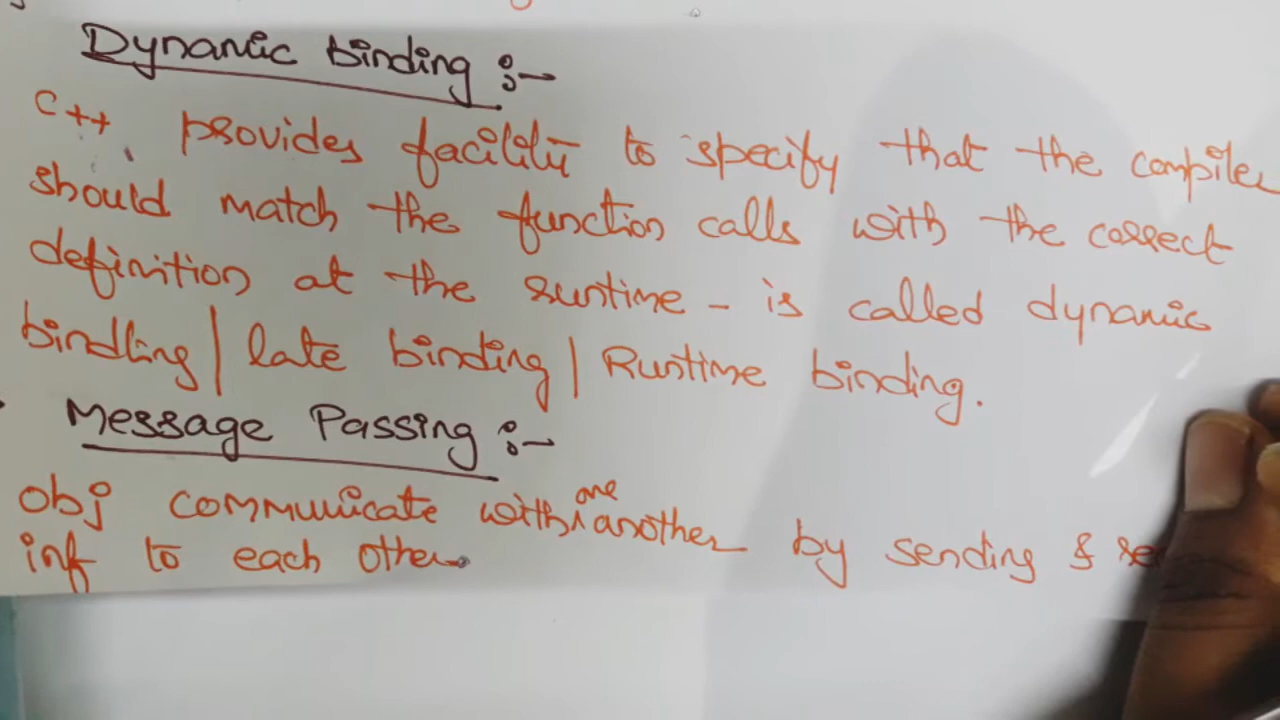 Dynamic Binding :-
C++ provides facility to specify that the compiler
should match the function calls with the correct
definition at the runtime - is called dynamic
bindling | late binding | Runtime binding.
Message Passing :-
obj communicate with one another by sending &
inf to each other.